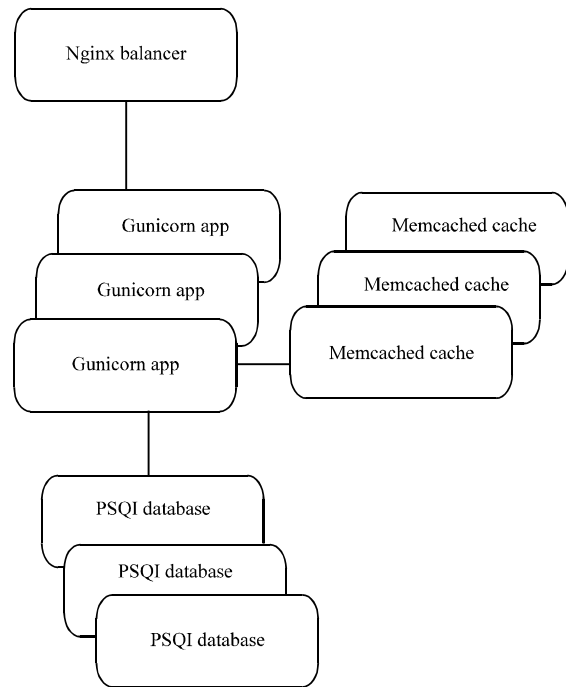 Nginx balancer
Gunicorn app
Memcached cache
Gunicorn app
Memcached cache
Gunicorn app
Memcached cache
PSQI database
PSQI database
PSQI database